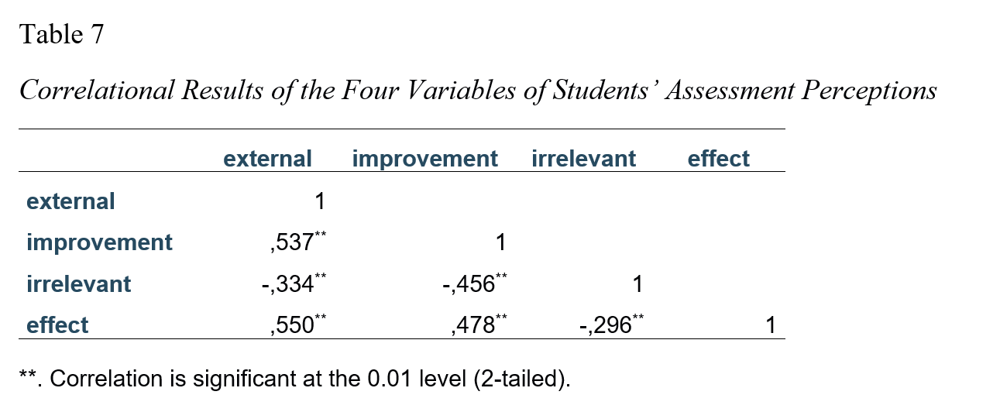 Table 7
Correlational Results of the Four Variables of Students’ Assessment Perceptions
external improvement irrelevant effect
external 1
improvement ,537** 1
irrelevant -,334** -,456** 1
effect ,550** ,478** -,296** 1
**. Correlation is significant at the 0.01 level (2-tailed).